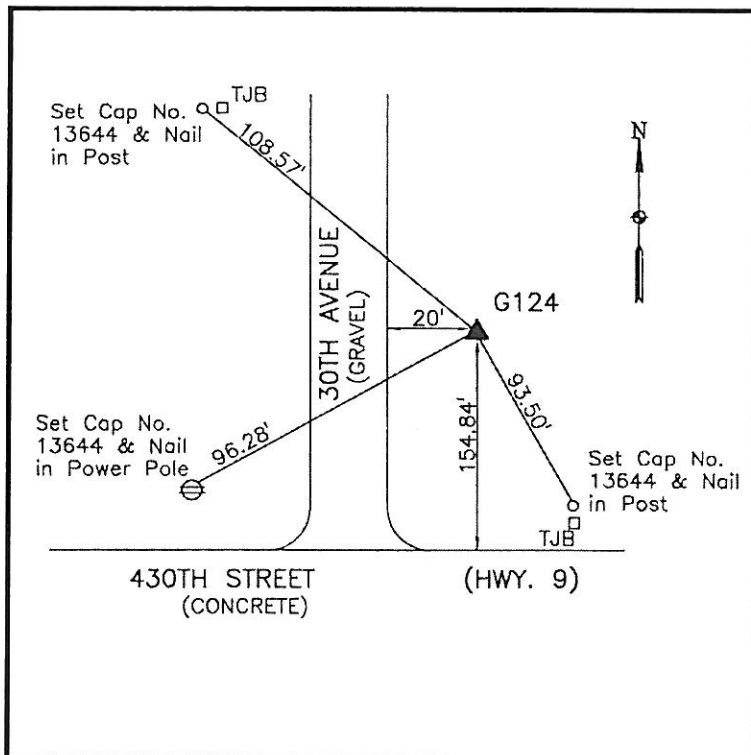 TJB
Set Cap No.
13644 & Nail
in Post
108.57'
N
G124
20'
30TH AVENUE
(GRAVEL)
154.84'
93.50'
96.28'
Set Cap No.
13644 & Nail
in Power Pole
Set Cap No.
13644 & Nail
in Post
TJB
430TH STREET
(CONCRETE)
(HWY. 9)